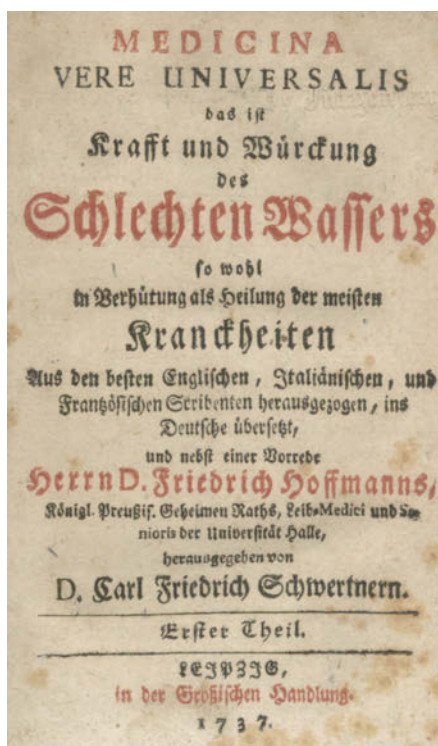 MEDICINA
VERE UNIVERSALIS
das ist
Krafft und Würckung
des
Schlechten Wassers
so wohl
in Verhütung als Heilung der meisten
Kranckheiten
Aus den besten Englischen, Italiänischen, und
Frantzösischen Scribenten herausgezogen, ins
Deutsche übersetzt,
und nebst einer Vorrede
Herrn D. Friedrich Hoffmanns,
Königl. Preußis. Geheimen Raths, Leib-Medici und Se-
nioris der Universität Halle,
herausgegeben von
D. Carl Friedrich Schwertnern.
Erster Theil.
LEIPZIG,
in der Großischen Handlung.
1737.